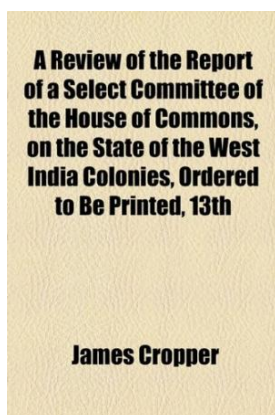 A Review of the Report
of a Select Committee of
the House of Commons,
on the State of the West
India Colonies, Ordered
to Be Printed, 13th
James Cropper